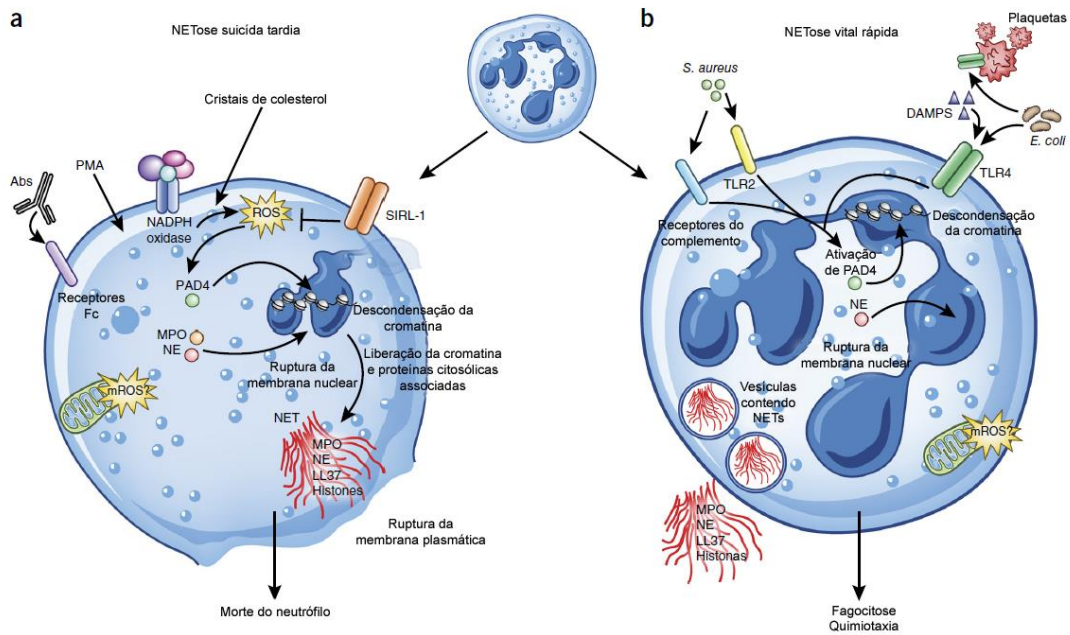 a
NETose suicída tardia
Cristais de colesterol
PMA
Abs
NADPH
oxidase
ROS
SIRL-1
Receptores
Fc
PAD4
MPO
NE
Descondensação da
cromatina
Ruptura da
membrana nuclear
Liberação da cromatina
e proteínas citosólicas
associadas
mROS?
NET
MPO
NE
LL37
Histones
Ruptura da
membrana plasmática
Morte do neutrófilo
b
NETose vital rápida
Plaquetas
S. aureus
DAMPS
E. coli
TLR2
TLR4
Receptores do
complemento
Descondensação
da cromatina
Ativação
de PAD4
NE
Ruptura da
membrana nuclear
Vesículas
contendo
NETs
mROS?
MPO
NE
LL37
Histonas
Fagocitose
Quimiotaxia